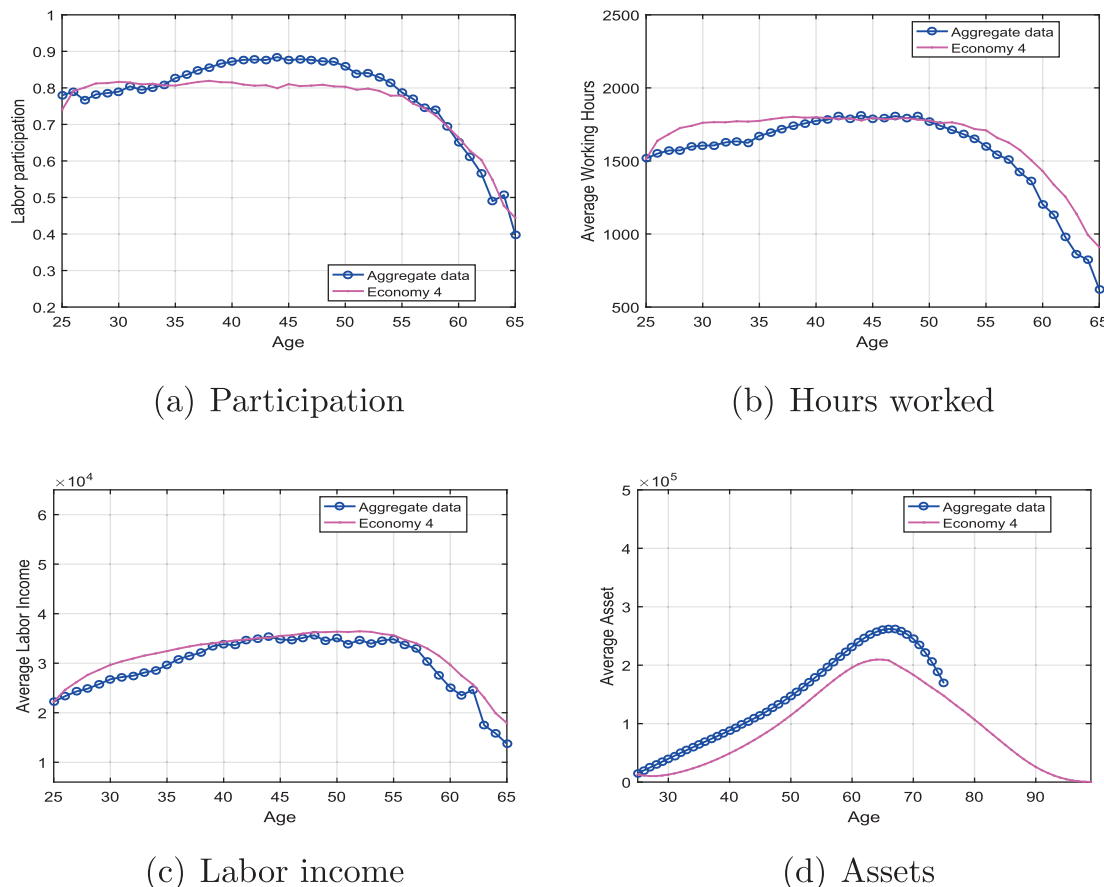 1
0.9
0.8
0.7
0.6
0.5
0.4
0.3
0.2
25 30 35 40 45 50 55 60 65
Labor participation
Age
Aggregate data
Economy 4
(a) Participation
2500
2000
1500
1000
500
25 30 35 40 45 50 55 60 65
Average Working Hours
Age
Aggregate data
Economy 4
(b) Hours worked
×10^4
6
5
4
3
2
1
25 30 35 40 45 50 55 60 65
Average Labor Income
Age
Aggregate data
Economy 4
(c) Labor income
×10^5
5
4
3
2
1
0
30 40 50 60 70 80 90
Average Asset
Age
Aggregate data
Economy 4
(d) Assets